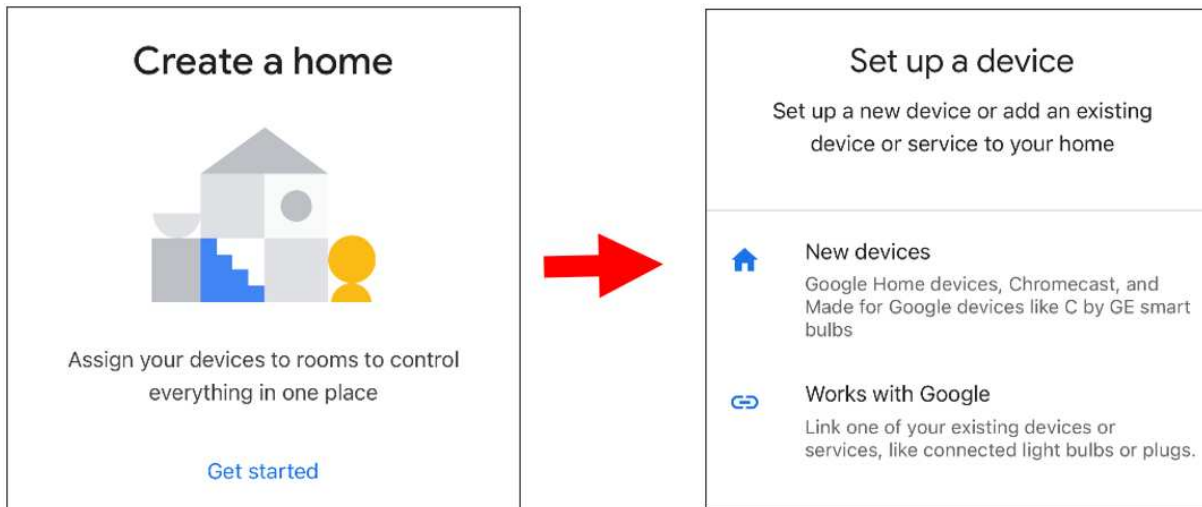 Create a home
Assign your devices to rooms to control
everything in one place
Get started
Set up a device
Set up a new device or add an existing
device or service to your home
New devices
Google Home devices, Chromecast, and
Made for Google devices like C by GE smart
bulbs
Works with Google
Link one of your existing devices or
services, like connected light bulbs or plugs.